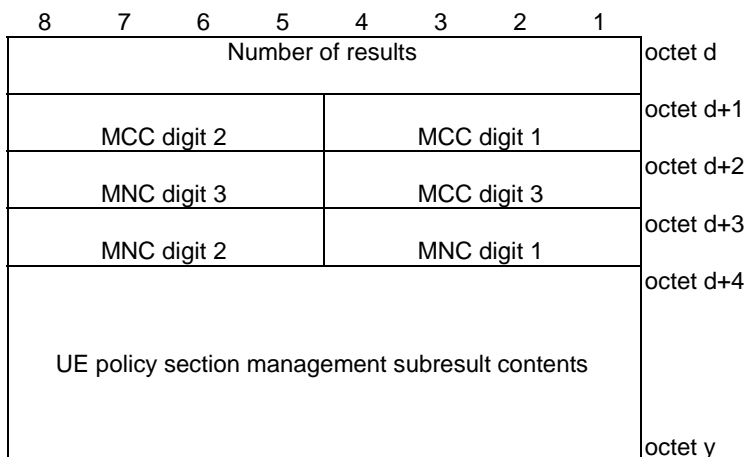 8 7 6 5 4 3 2 1
Number of results octet d
octet d+1
MCC digit 2 MCC digit 1
octet d+2
MNC digit 3 MCC digit 3
octet d+3
MNC digit 2 MNC digit 1
octet d+4
UE policy section management subresult contents
octet y